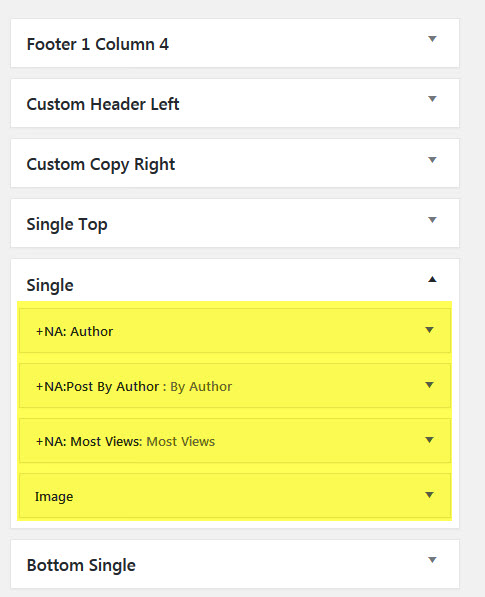 Footer 1 Column 4
Custom Header Left
Custom Copy Right
Single Top
Single
+NA: Author
+NA:Post By Author : By Author
+NA: Most Views: Most Views
Image
Bottom Single